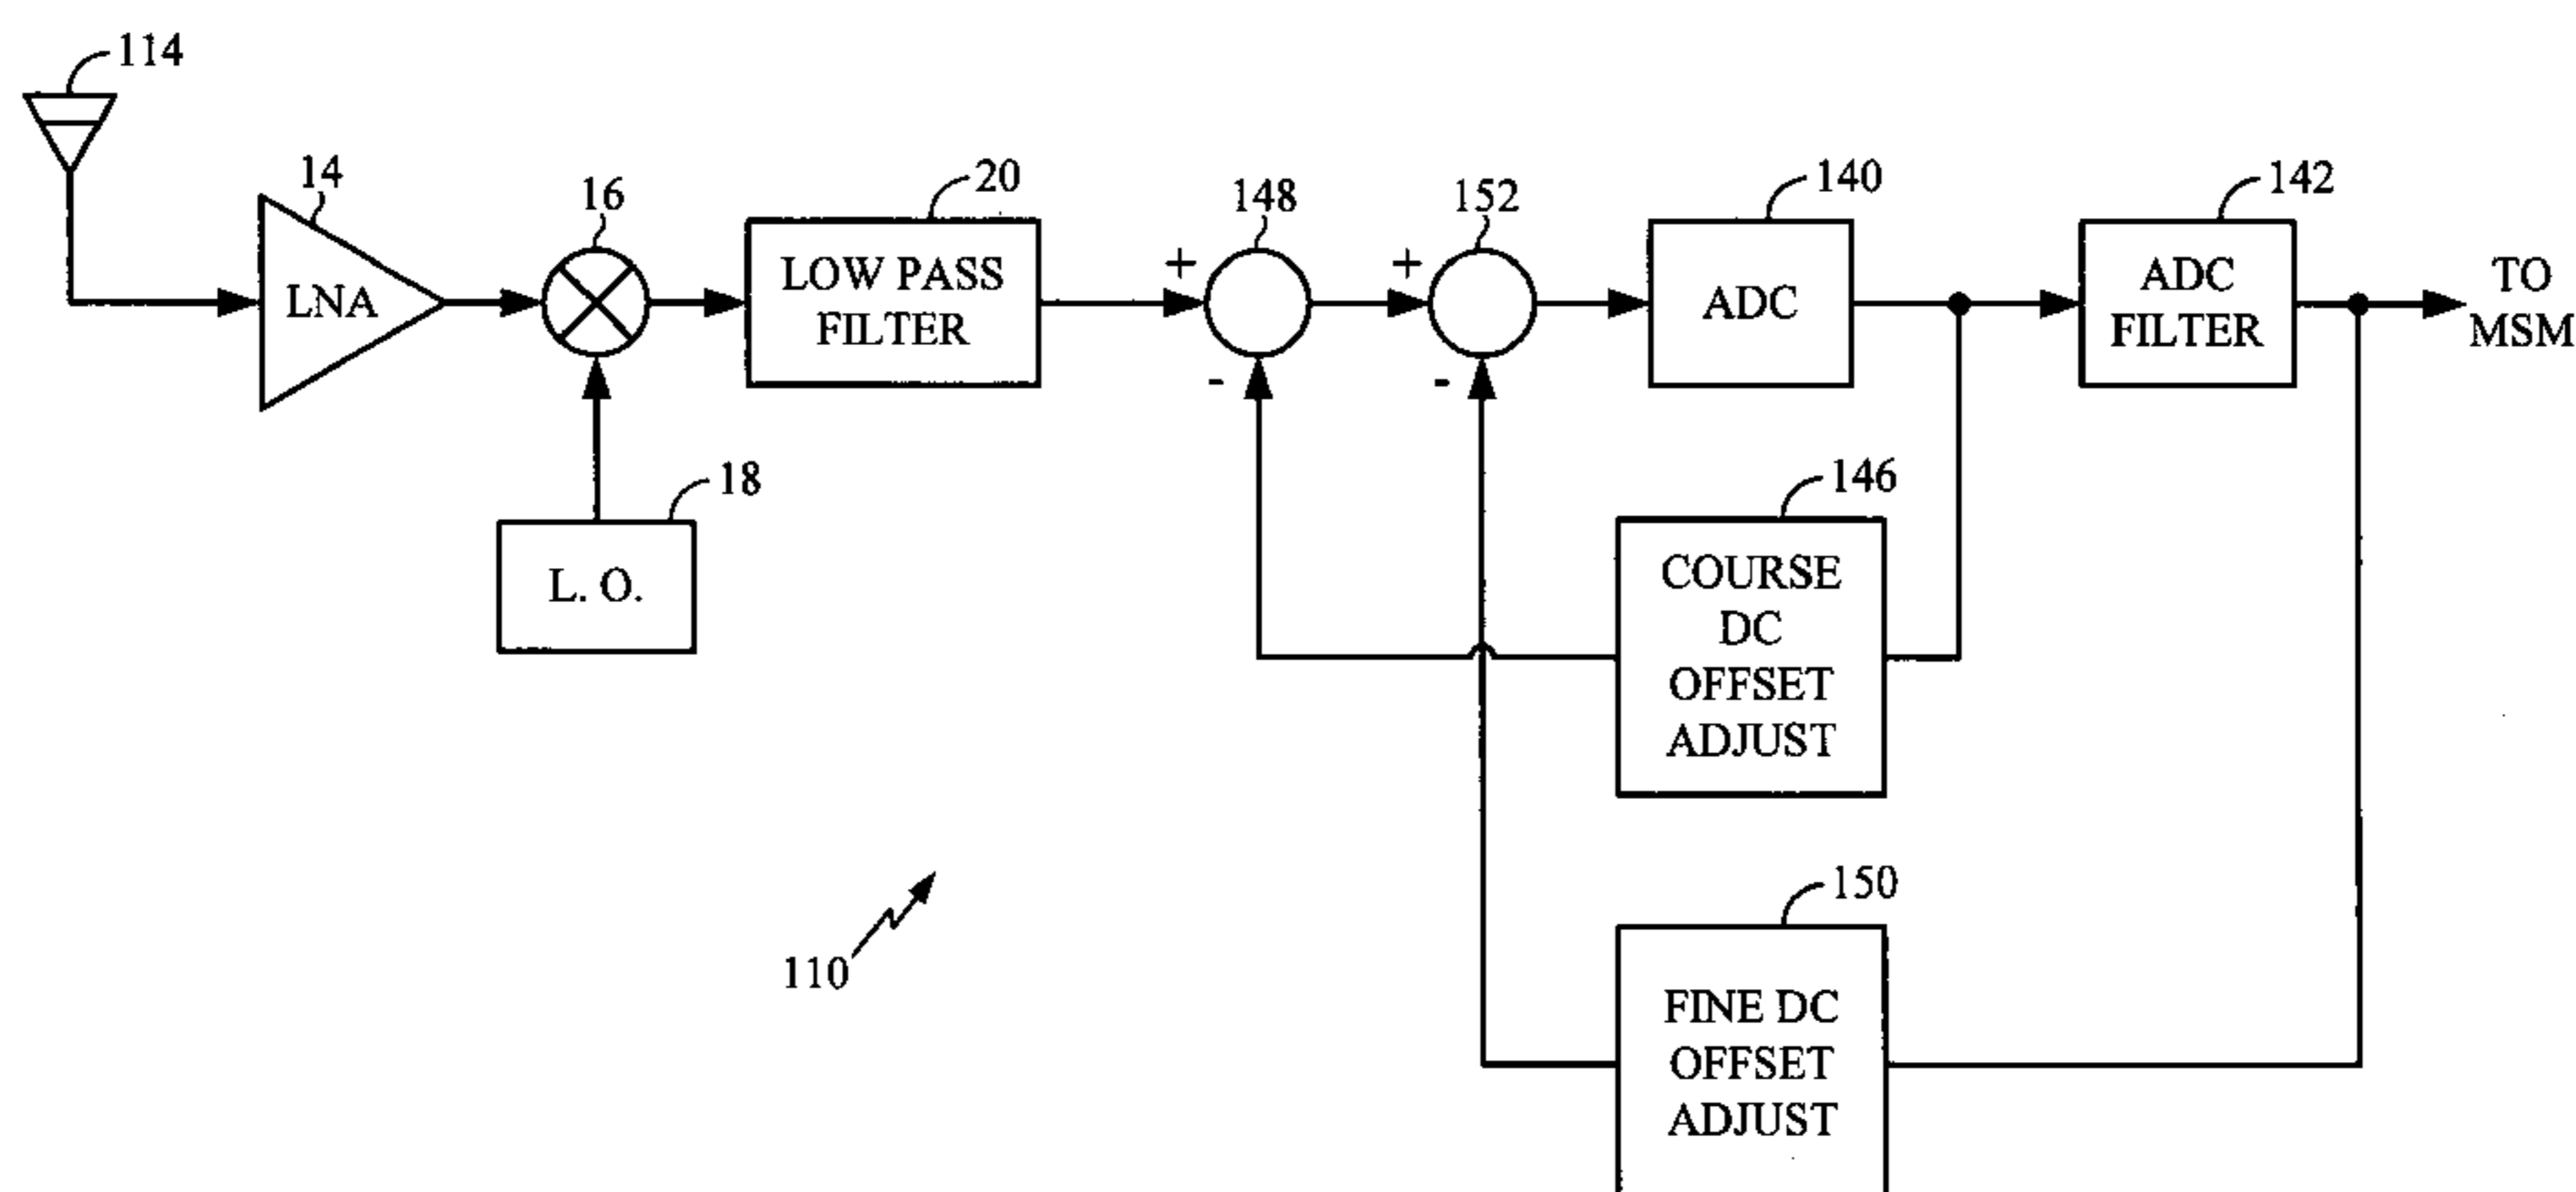 114
14
16
20
148
152
140
142
+
+
LNA
LOW PASS
FILTER
ADC
ADC
FILTER
TO
MSM
-
-
18
L. O.
146
COURSE
DC
OFFSET
ADJUST
110
150
FINE DC
OFFSET
ADJUST